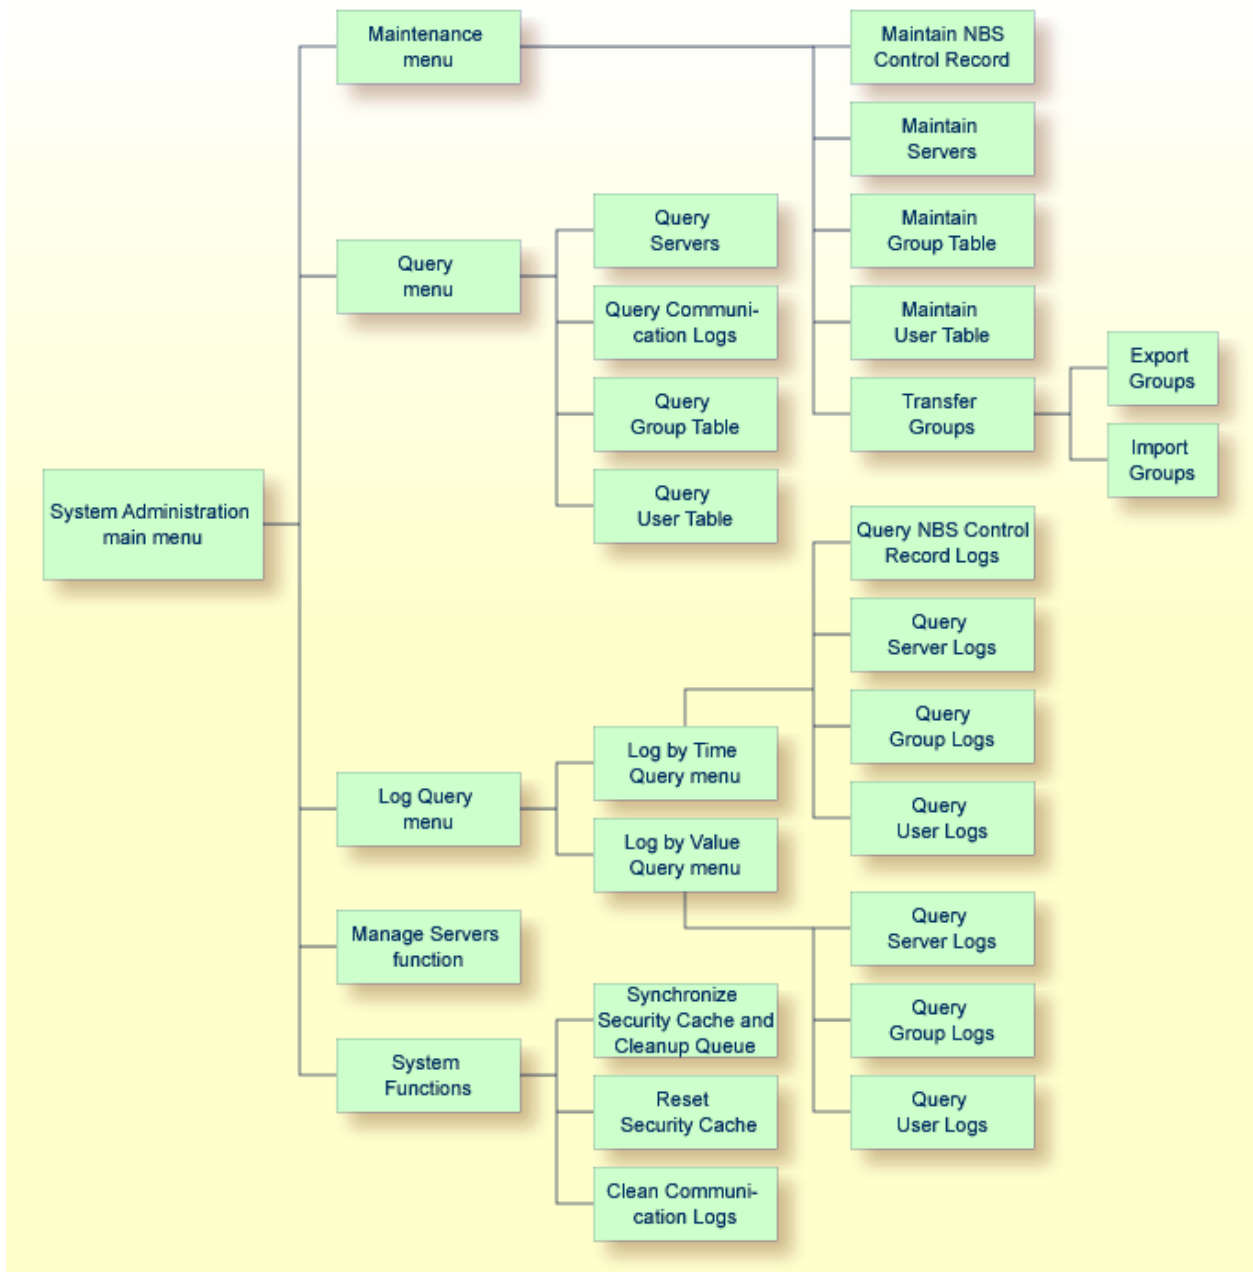 Maintenance
menu
Maintain NBS
Control Record
Maintain
Servers
Query
Servers
Maintain
Group Table
Query
menu
Query Communi-
cation Logs
Maintain
User Table
Export
Groups
Query
Group Table
Transfer
Groups
Import
Groups
System Administration
main menu
Query
User Table
Query NBS Control
Record Logs
Query
Server Logs
Query
Group Logs
Log by Time
Query menu
Log Query
menu
Query
User Logs
Log by Value
Query menu
Query
Server Logs
Manage Servers
function
Synchronize
Security Cache and
Cleanup Queue
Query
Group Logs
System
Functions
Reset
Security Cache
Query
User Logs
Clean Communi-
cation Logs